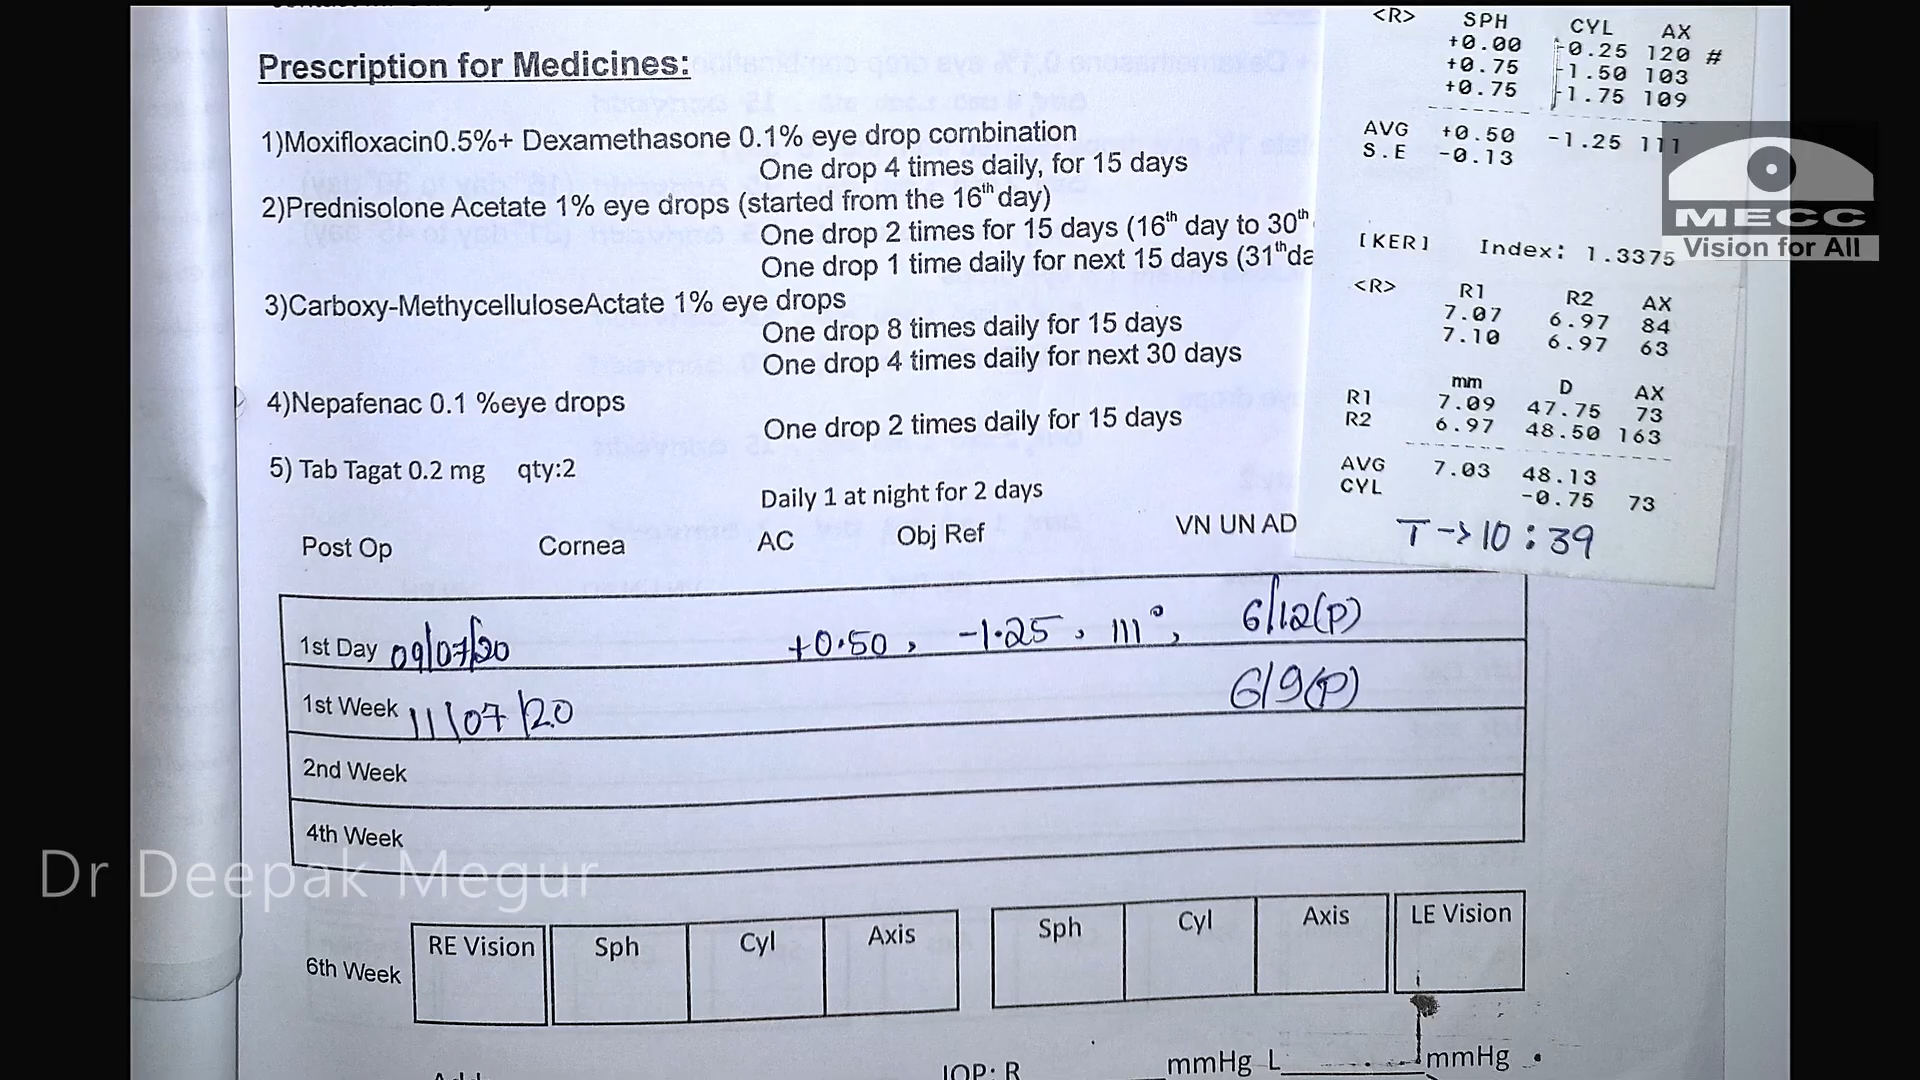 Prescription for Medicines:
1)Moxifloxacin0.5%+ Dexamethasone 0.1% eye drop combination
One drop 4 times daily, for 15 days
2)Prednisolone Acetate 1% eye drops (started from the 16th day)
One drop 2 times for 15 days (16th day to 30th
One drop 1 time daily for next 15 days (31thda
3)Carboxy-MethycelluloseActate 1% eye drops
One drop 8 times daily for 15 days
One drop 4 times daily for next 30 days
4)Nepafenac 0.1 %eye drops
One drop 2 times daily for 15 days
5) Tab Tagat 0.2 mg qty:2
Daily 1 at night for 2 days
Post Op Cornea AC Obj Ref VN UN AD
1st Day 09/07/20 +0.50, -1.25, 111°, 6/12(P)
1st Week 11/07/20 6/9(P)
2nd Week
4th Week
6th Week RE Vision Sph Cyl Axis Sph Cyl Axis LE Vision
IOP: R mmHg L mmHg
<R> SPH CYL AX
+0.00 -0.25 120 #
+0.75 -1.50 103
+0.75 -1.75 109
AVG +0.50 -1.25 111
S.E -0.13
[KER] Index: 1.3375
<R> R1 R2 AX
7.07 6.97 84
7.10 6.97 63
mm D AX
R1 7.09 47.75 73
R2 6.97 48.50 163
AVG 7.03 48.13
CYL -0.75 73
T->10:39
MECC
Vision for All
Dr Deepak Megur